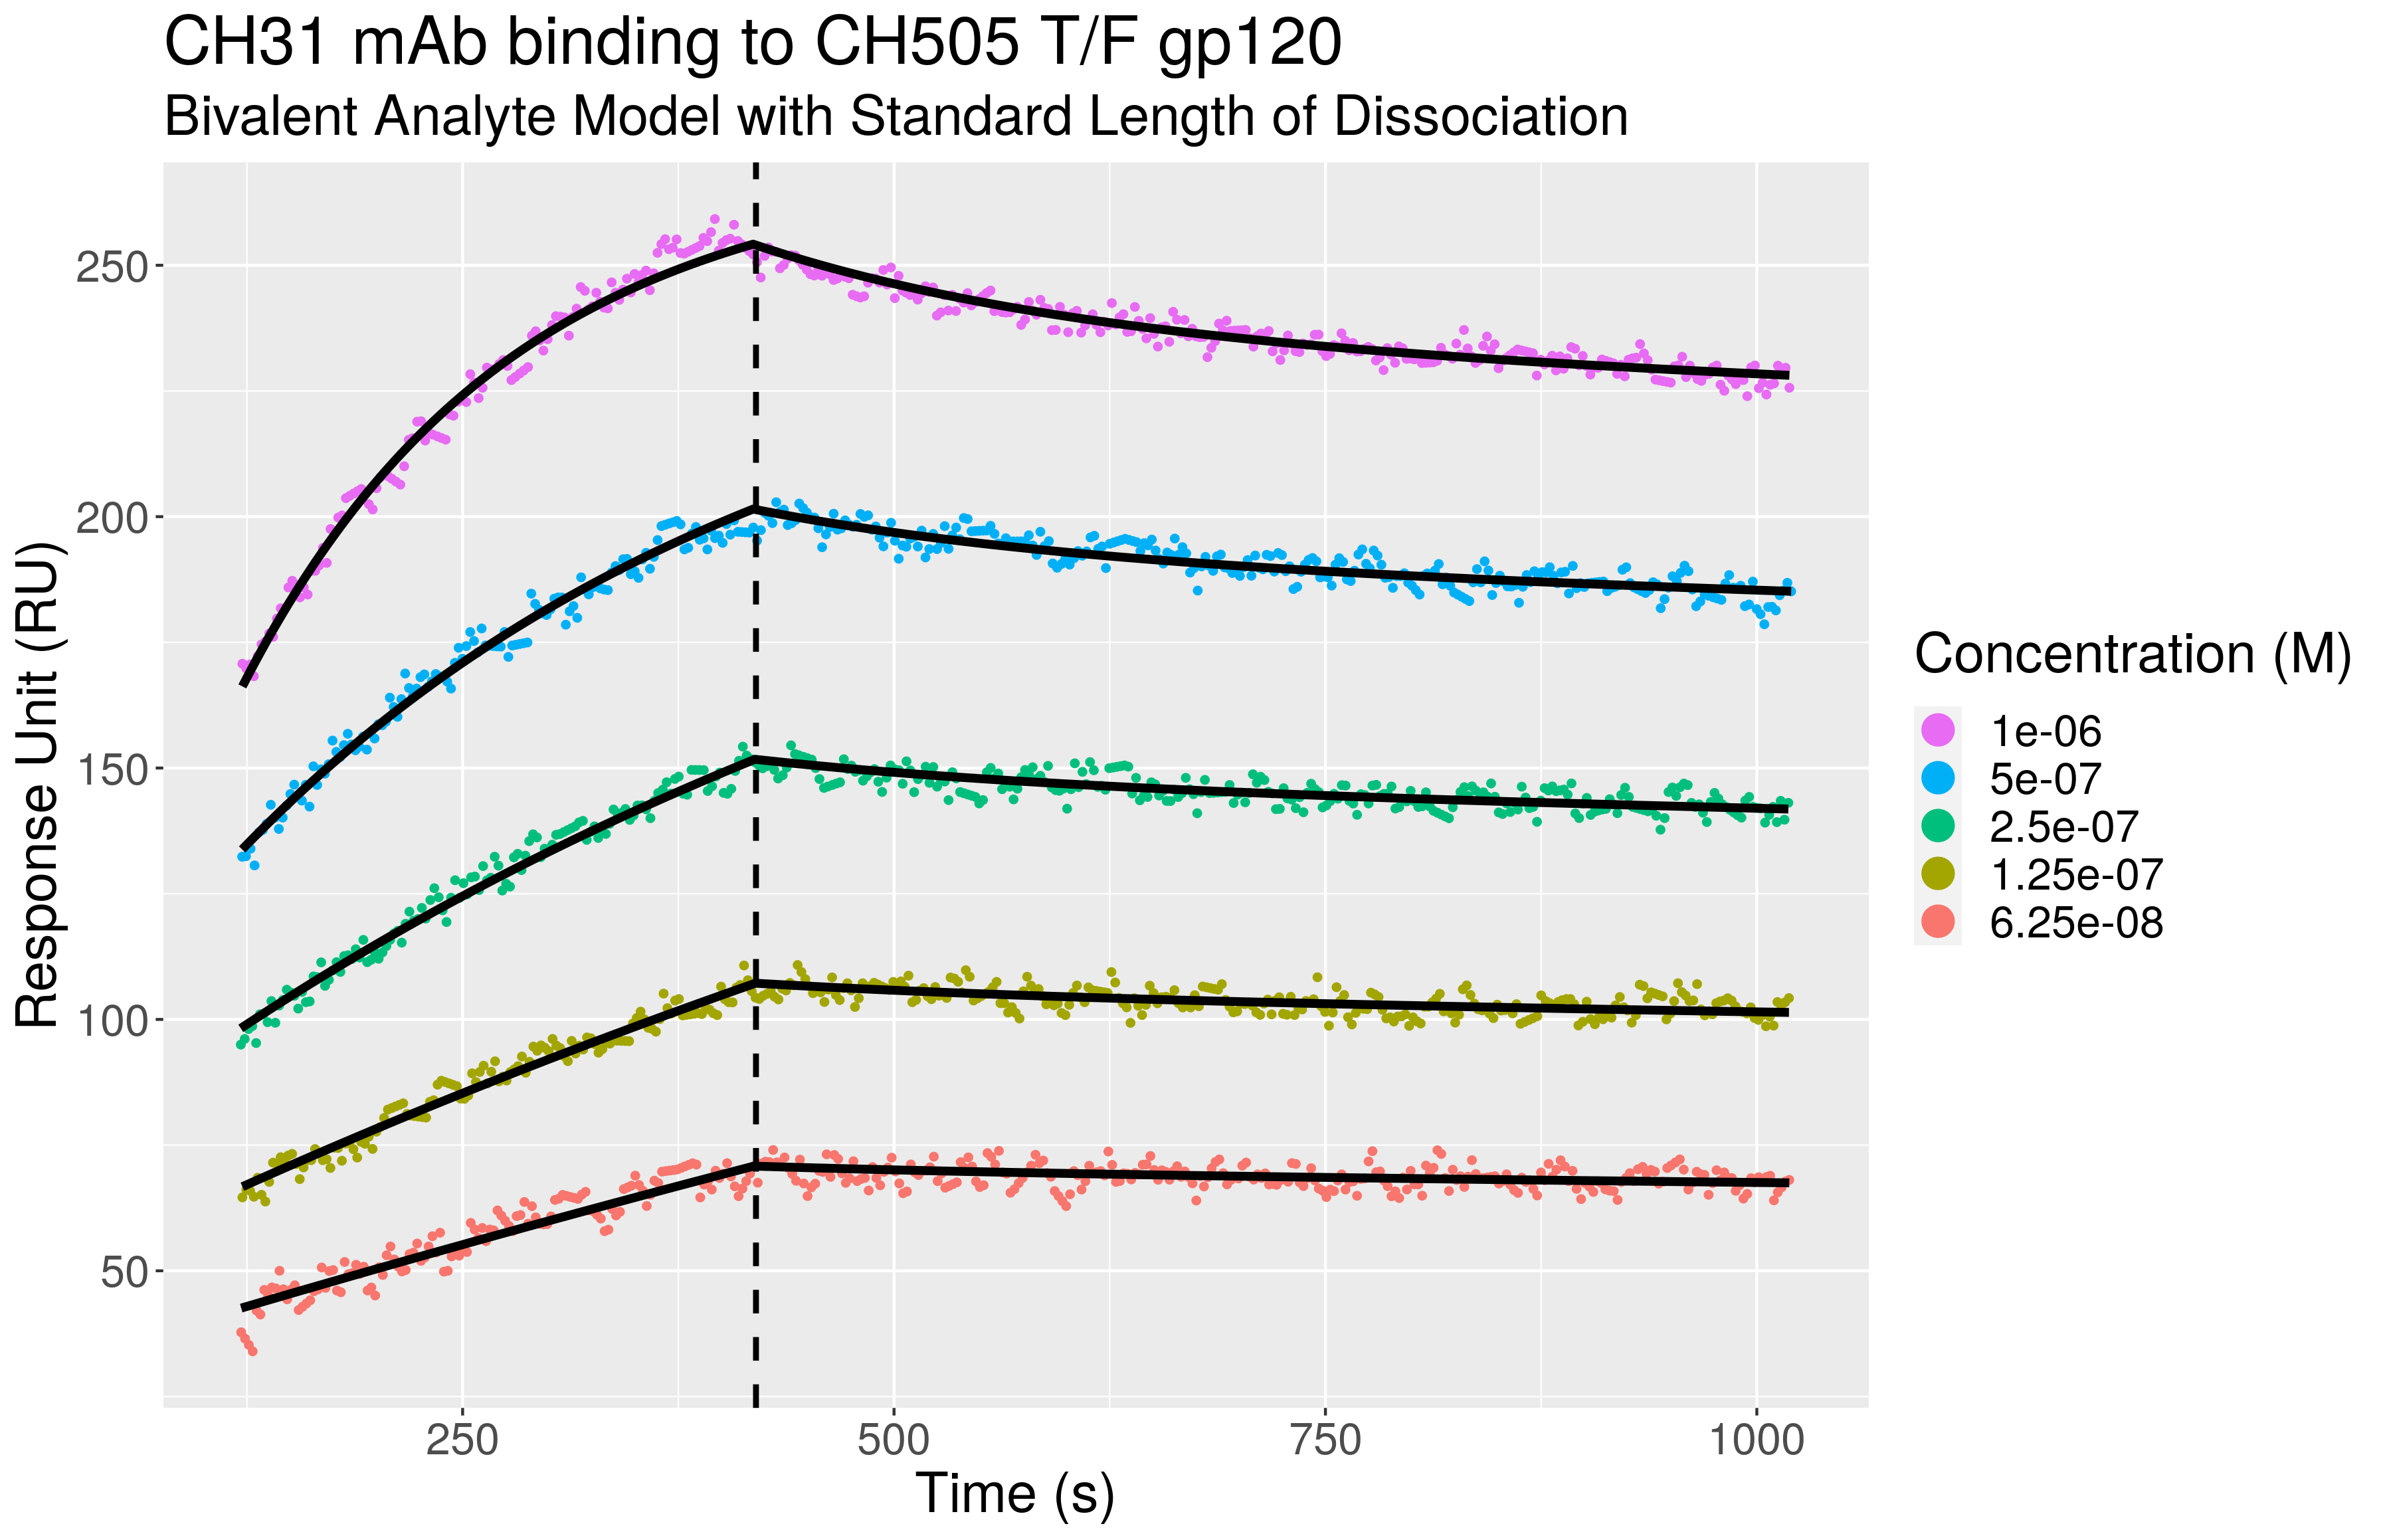 CH31 mAb binding to CH505 T/F gp120
Bivalent Analyte Model with Standard Length of Dissociation
Response Unit (RU)
250
200
150
100
50
250
500
750
1000
Time (s)
Concentration (M)
1e-06
5e-07
2.5e-07
1.25e-07
6.25e-08